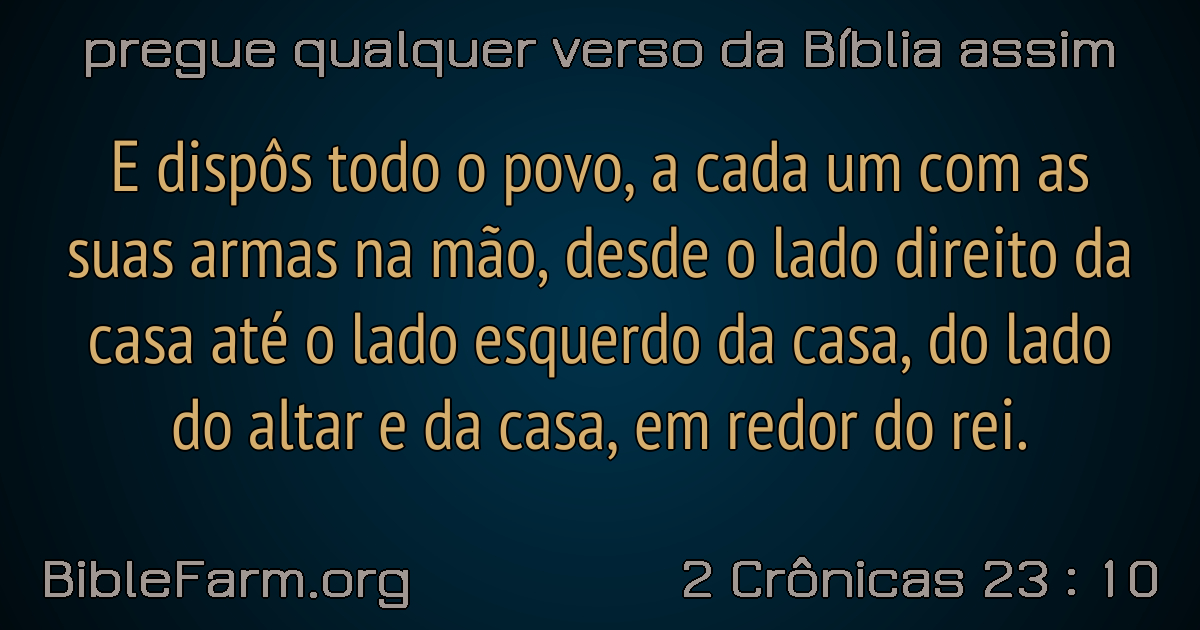 pregue qualquer verso da Bíblia assim
E dispôs todo o povo, a cada um com as
suas armas na mão, desde o lado direito da
casa até o lado esquerdo da casa, do lado
do altar e da casa, em redor do rei.
BibleFarm.org
2 Crônicas 23 : 10